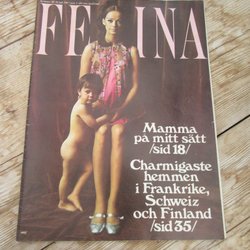 FEMINA
Mamma
på mitt sätt
/sid 18/
Charmigaste
hemmen
i Frankrike,
Schweiz
och Finland
/sid 35/